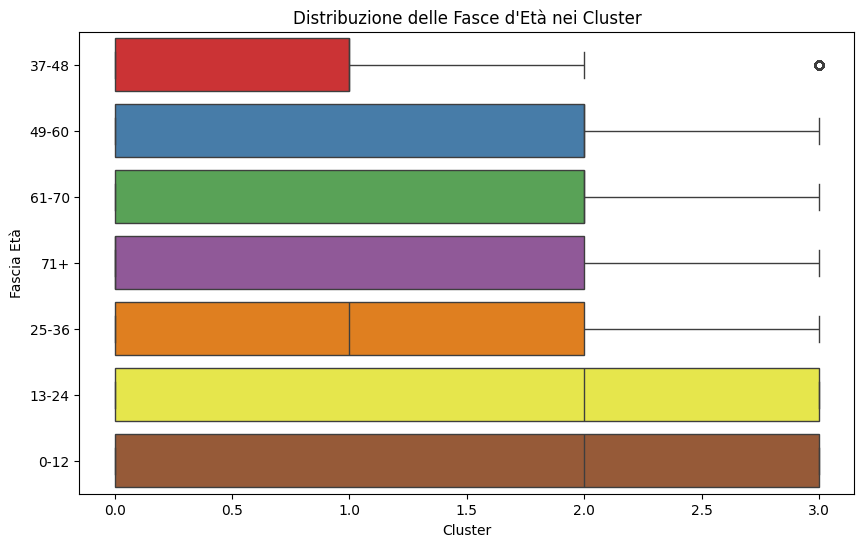 Distribuzione delle Fasce d'Età nei Cluster
Fascia Età
37-48
49-60
61-70
71+
25-36
13-24
0-12
0.0 0.5 1.0 1.5 2.0 2.5 3.0
Cluster